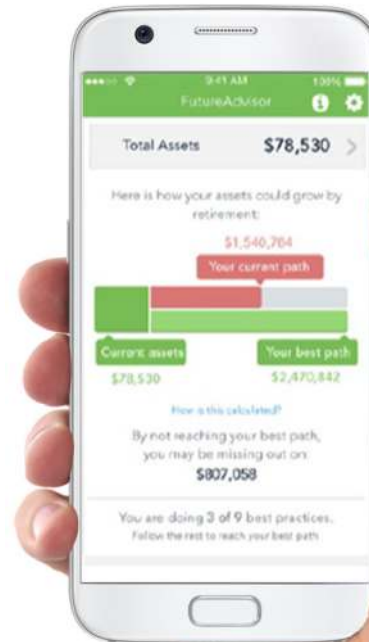 9:41 AM
100%
FutureAdvisor
Total Assets $78,530
Here is how your assets could grow by
retirement:
$1,540,784
Your current path
Current assets
Your best path
$78,530
$2,470,842
How is this calculated?
By not reaching your best path,
you may be missing out on:
$807,058
You are doing 3 of 9 best practices.
Follow the rest to reach your best path